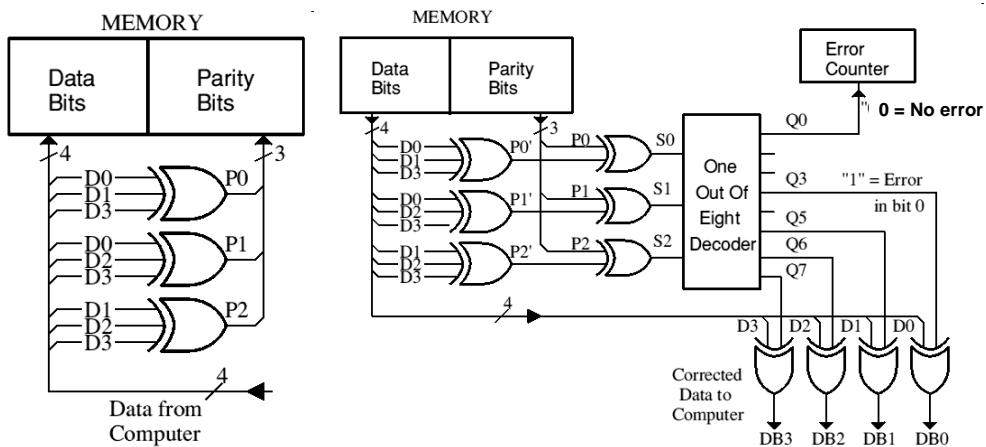 MEMORY
Data
Bits
Parity
Bits
4
3
D0
D1
D3
P0
D0
D2
D3
P1
D1
D2
D3
P2
4
Data from
Computer
MEMORY
Data
Bits
Parity
Bits
4
3
D0
D1
D3
P0'
P0
S0
D0
D2
D3
P1'
P1
S1
D1
D2
D3
P2'
P2
S2
4
One
Out Of
Eight
Decoder
Error
Counter
Q0
"( 0 = No error
Q3
"1" = Error
in bit 0
Q5
Q6
Q7
D3
D2
D1
D0
Corrected
Data to
Computer
DB3
DB2
DB1
DB0